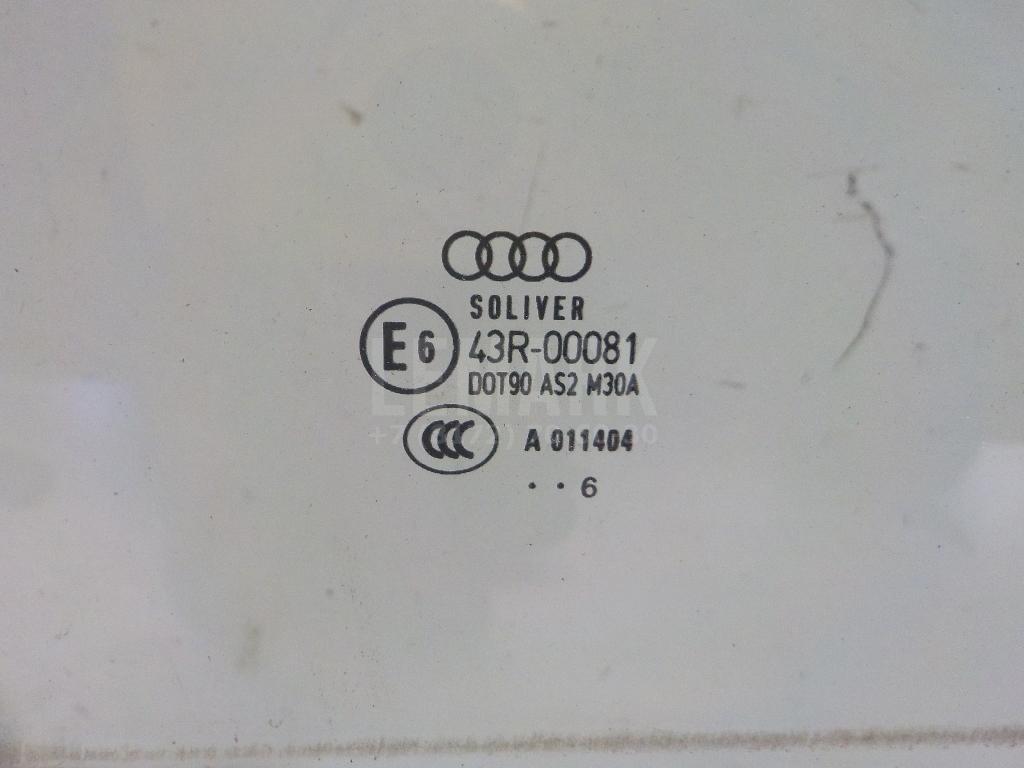 SOLIVER
E6 43R-00081
DOT90 AS2 M30A
CCC A 011404
··6